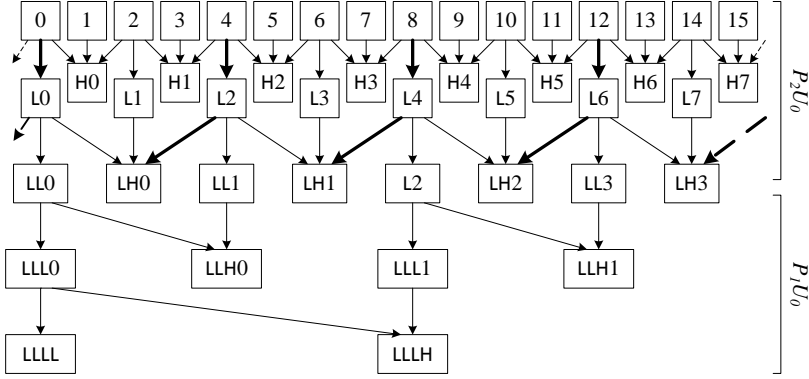 0 1 2 3 4 5 6 7 8 9 10 11 12 13 14 15
H0 H1 H2 H3 H4 H5 H6 H7
L0 L1 L2 L3 L4 L5 L6 L7
P2U0
LH0 LH1 LH2 LH3
LL0 LL1 L2 LL3
LLL0 LLH0 LLL1 LLH1
P1U0
LLLL LLLH